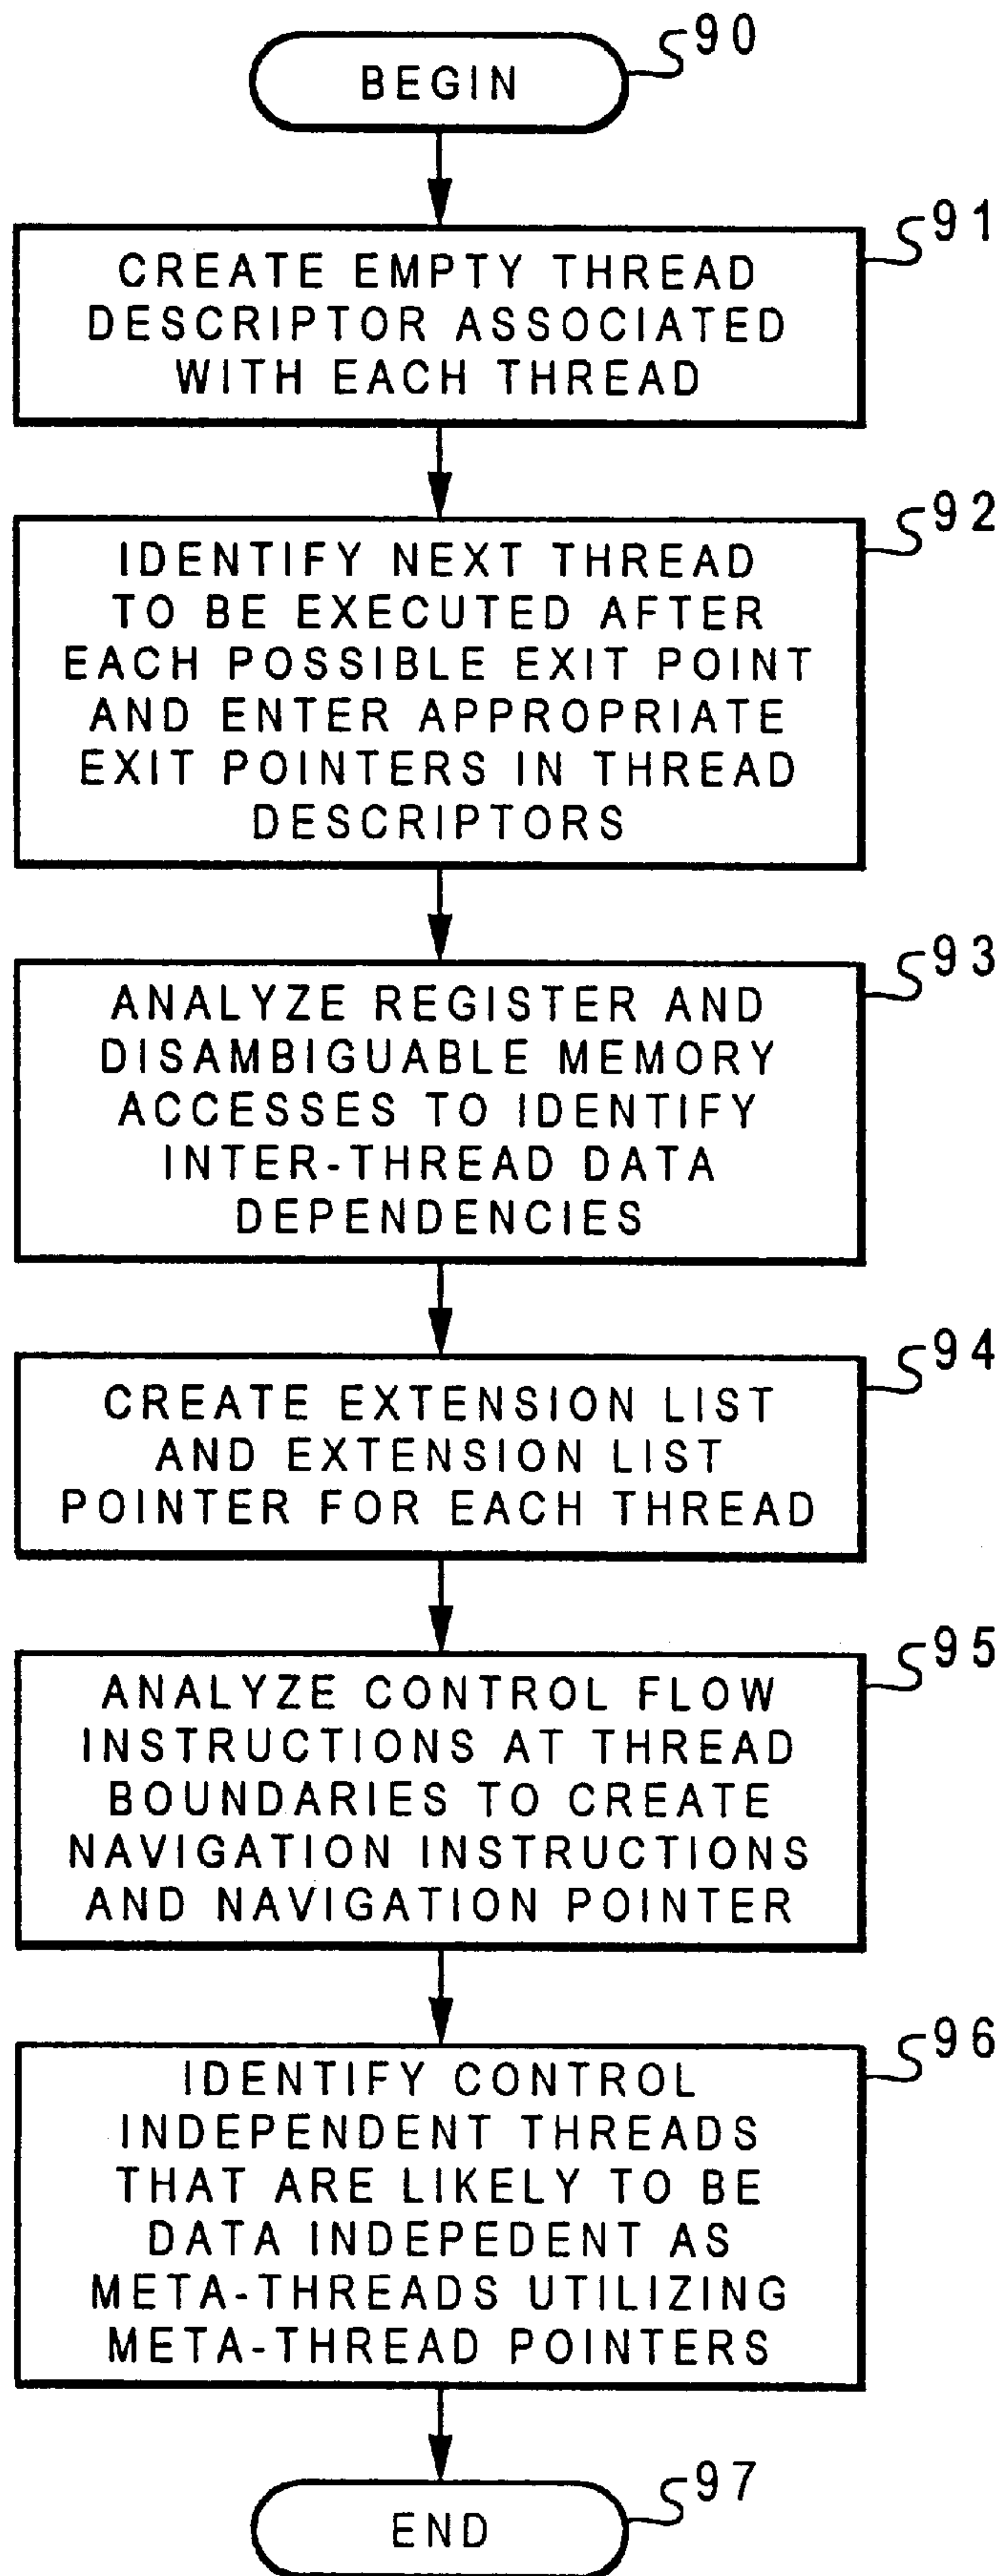 90
BEGIN
91
CREATE EMPTY THREAD
DESCRIPTOR ASSOCIATED
WITH EACH THREAD
92
IDENTIFY NEXT THREAD
TO BE EXECUTED AFTER
EACH POSSIBLE EXIT POINT
AND ENTER APPROPRIATE
EXIT POINTERS IN THREAD
DESCRIPTORS
93
ANALYZE REGISTER AND
DISAMBIGUABLE MEMORY
ACCESSES TO IDENTIFY
INTER-THREAD DATA
DEPENDENCIES
94
CREATE EXTENSION LIST
AND EXTENSION LIST
POINTER FOR EACH THREAD
95
ANALYZE CONTROL FLOW
INSTRUCTIONS AT THREAD
BOUNDARIES TO CREATE
NAVIGATION INSTRUCTIONS
AND NAVIGATION POINTER
96
IDENTIFY CONTROL
INDEPENDENT THREADS
THAT ARE LIKELY TO BE
DATA INDEPEDENT AS
META-THREADS UTILIZING
META-THREAD POINTERS
97
END